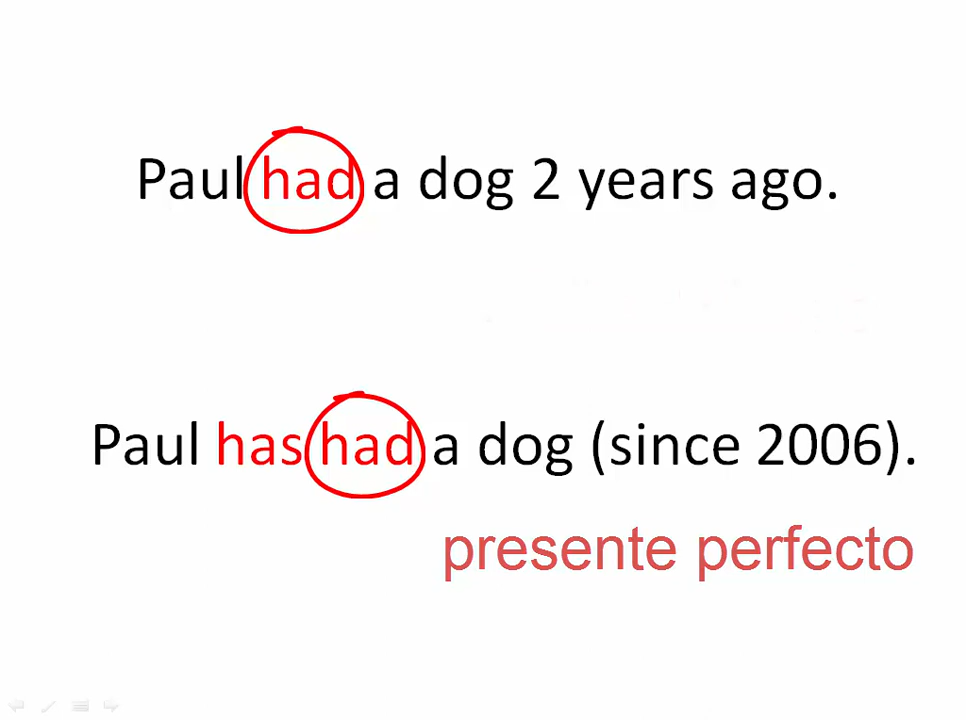 Paul had a dog 2 years ago.
Paul has had a dog (since 2006).
presente perfecto